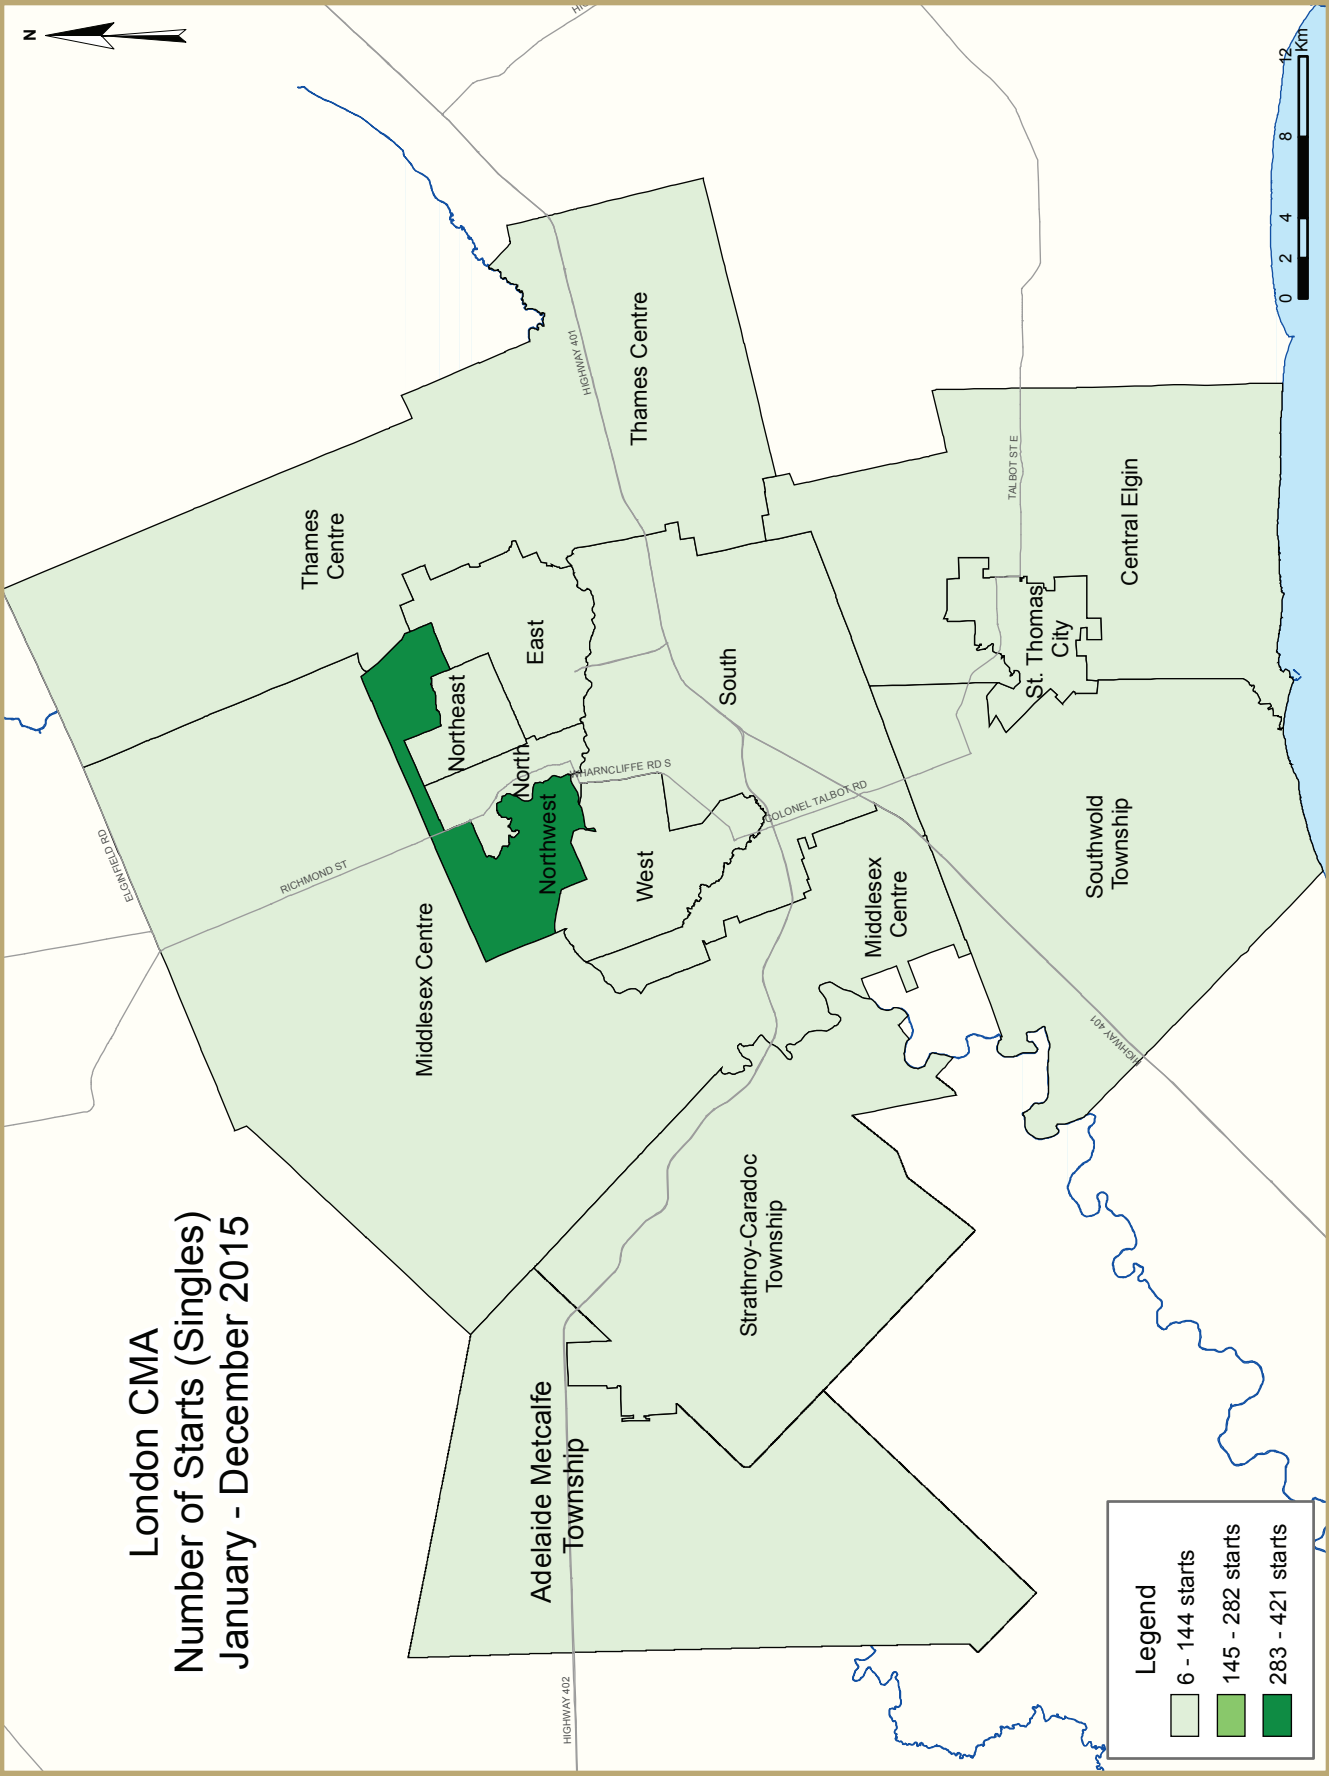 London CMA
Number of Starts (Singles)
January - December 2015
N
ELGINFIELD RD
RICHMOND ST
Middlesex Centre
Thames
Centre
Northeast
North
Northwest
East
West
WHARNCLIFFE RD S
South
HIGHWAY 401
Thames Centre
COLONEL TALBOT RD
Middlesex
Centre
Adelaide Metcalfe
Township
HIGHWAY 402
Strathroy-Caradoc
Township
TALBOT ST E
St. Thomas
City
Central Elgin
Southwold
Township
HIGHWAY 401
Legend
6 - 144 starts
145 - 282 starts
283 - 421 starts
0 2 4 8 12
Km